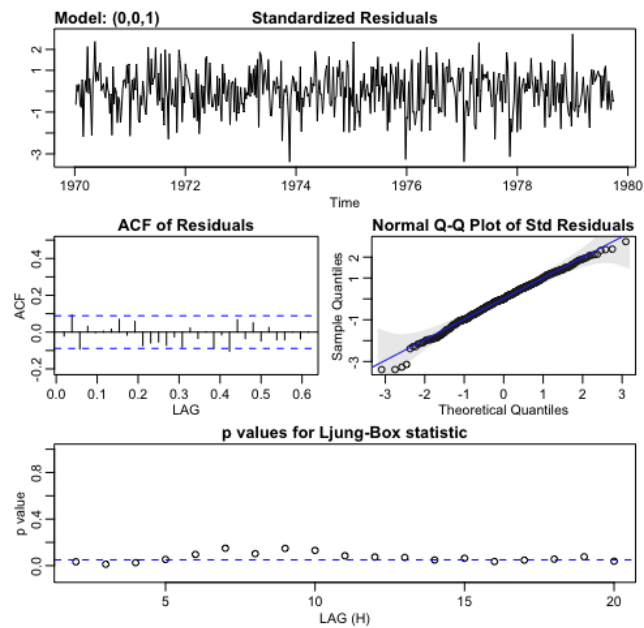 Model: (0,0,1) Standardized Residuals
2
1
-1
-3
1970 1972 1974 1976 1978 1980
Time
ACF of Residuals
ACF
0.4
0.2
0.0
-0.2
0.0 0.1 0.2 0.3 0.4 0.5 0.6
LAG
Normal Q-Q Plot of Std Residuals
Sample Quantiles
2
1
-1
-3
-3 -2 -1 0 1 2 3
Theoretical Quantiles
p values for Ljung-Box statistic
p value
0.8
0.4
0.0
5 10 15 20
LAG (H)